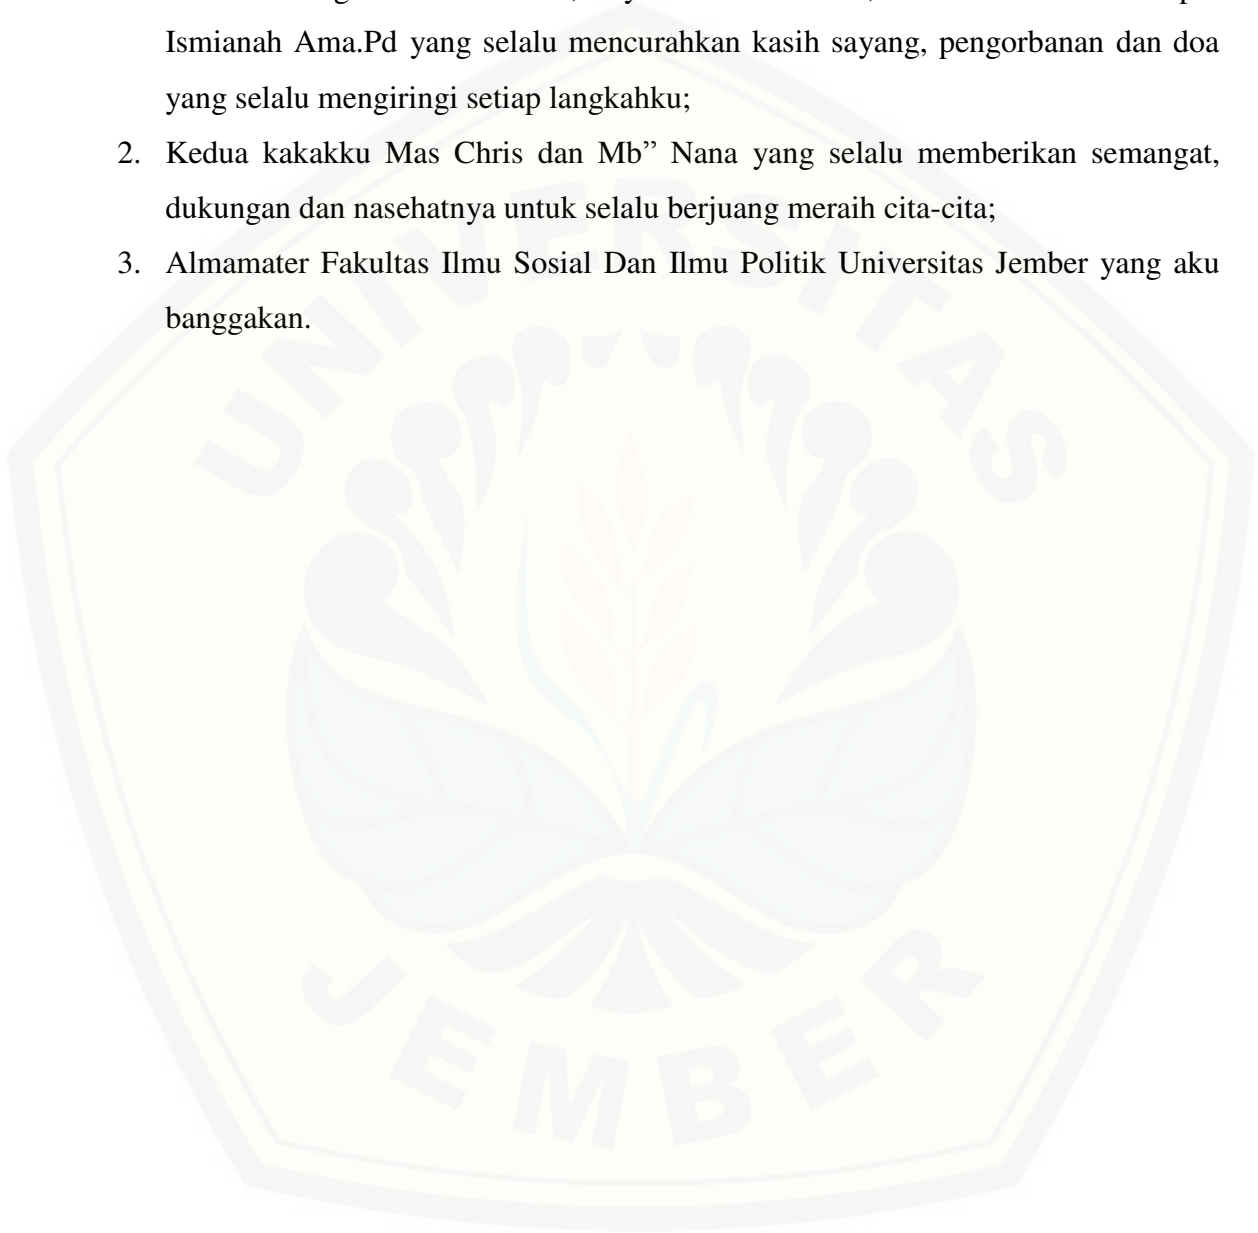 Ismianah Ama.Pd yang selalu mencurahkan kasih sayang, pengorbanan dan doa
yang selalu mengiringi setiap langkahku;
2. Kedua kakakku Mas Chris dan Mb” Nana yang selalu memberikan semangat,
dukungan dan nasehatnya untuk selalu berjuang meraih cita-cita;
3. Almamater Fakultas Ilmu Sosial Dan Ilmu Politik Universitas Jember yang aku
banggakan.
UNIVERSITAS
JEMBER